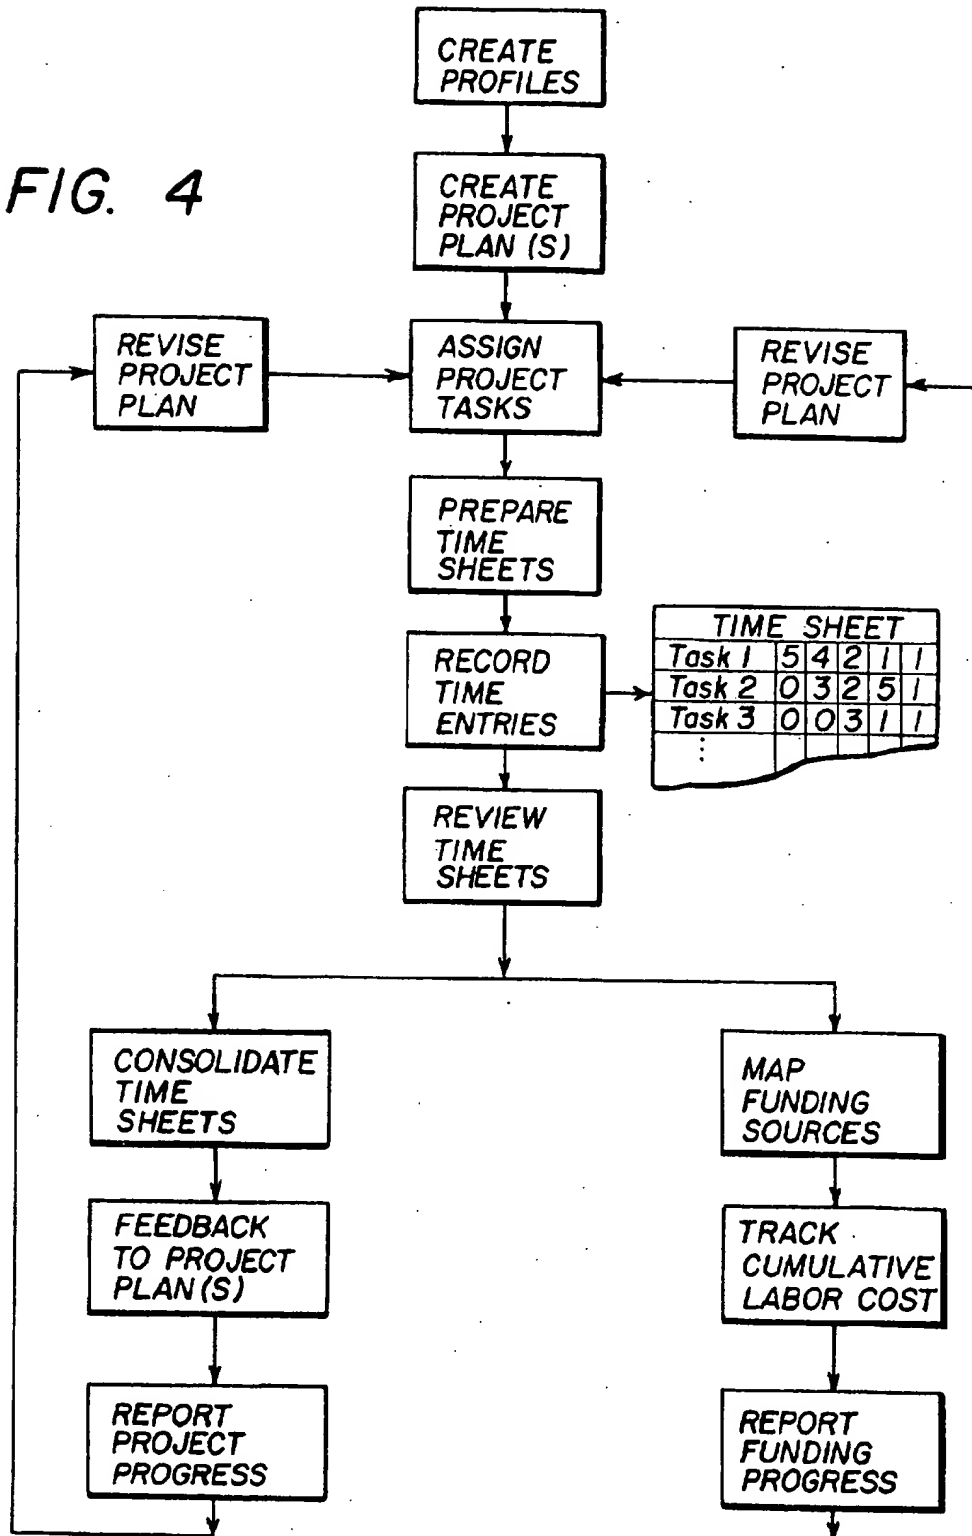 CREATE
PROFILES
FIG. 4
CREATE
PROJECT
PLAN (S)
REVISE
PROJECT
PLAN
ASSIGN
PROJECT
TASKS
REVISE
PROJECT
PLAN
PREPARE
TIME
SHEETS
RECORD
TIME
ENTRIES
TIME SHEET
Task 1 5 4 2 1 1
Task 2 0 3 2 5 1
Task 3 0 0 3 1 1
⋮
REVIEW
TIME
SHEETS
CONSOLIDATE
TIME
SHEETS
MAP
FUNDING
SOURCES
FEEDBACK
TO PROJECT
PLAN (S)
TRACK
CUMULATIVE
LABOR COST
REPORT
PROJECT
PROGRESS
REPORT
FUNDING
PROGRESS